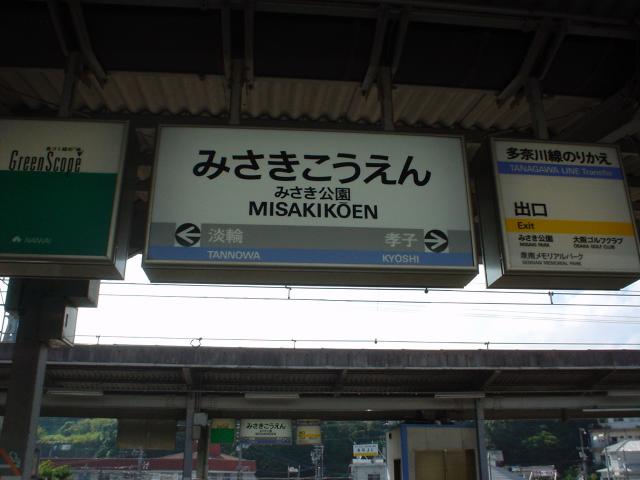 GREENSCOPE
NANKAI
みさきこうえん
みさき公園
MISAKIKŌEN
淡輪 孝子
TANNOWA KYOSHI
多奈川線のりかえ
TANAGAWA LINE Transfer
出口
Exit
みさき公園 大阪ゴルフクラブ
MISAKI PARK OSAKA GOLF CLUB
泉南メモリアルパーク
SENNAN MEMORIAL PARK
みさきこうえん